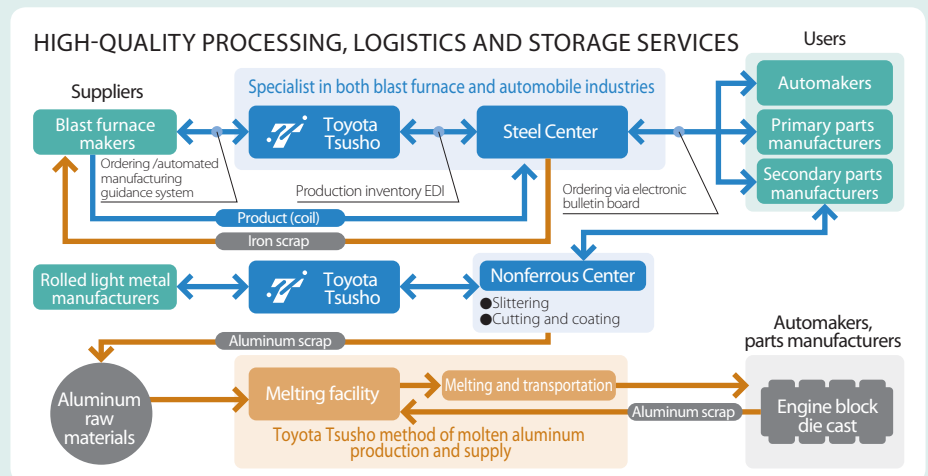 HIGH-QUALITY PROCESSING, LOGISTICS AND STORAGE SERVICES
Users
Suppliers
Specialist in both blast furnace and automobile industries
Automakers
Blast furnace
makers
Toyota
Tsusho
Steel Center
Primary parts
manufacturers
Secondary parts
manufacturers
Ordering /automated
manufacturing
guidance system
Production inventory EDI
Ordering via electronic
bulletin board
Product (coil)
Iron scrap
Rolled light metal
manufacturers
Toyota
Tsusho
Nonferrous Center
●Slittering
●Cutting and coating
Aluminum scrap
Automakers,
parts manufacturers
Aluminum
raw
materials
Melting facility
Melting and transportation
Aluminum scrap
Engine block
die cast
Toyota Tsusho method of molten aluminum
production and supply